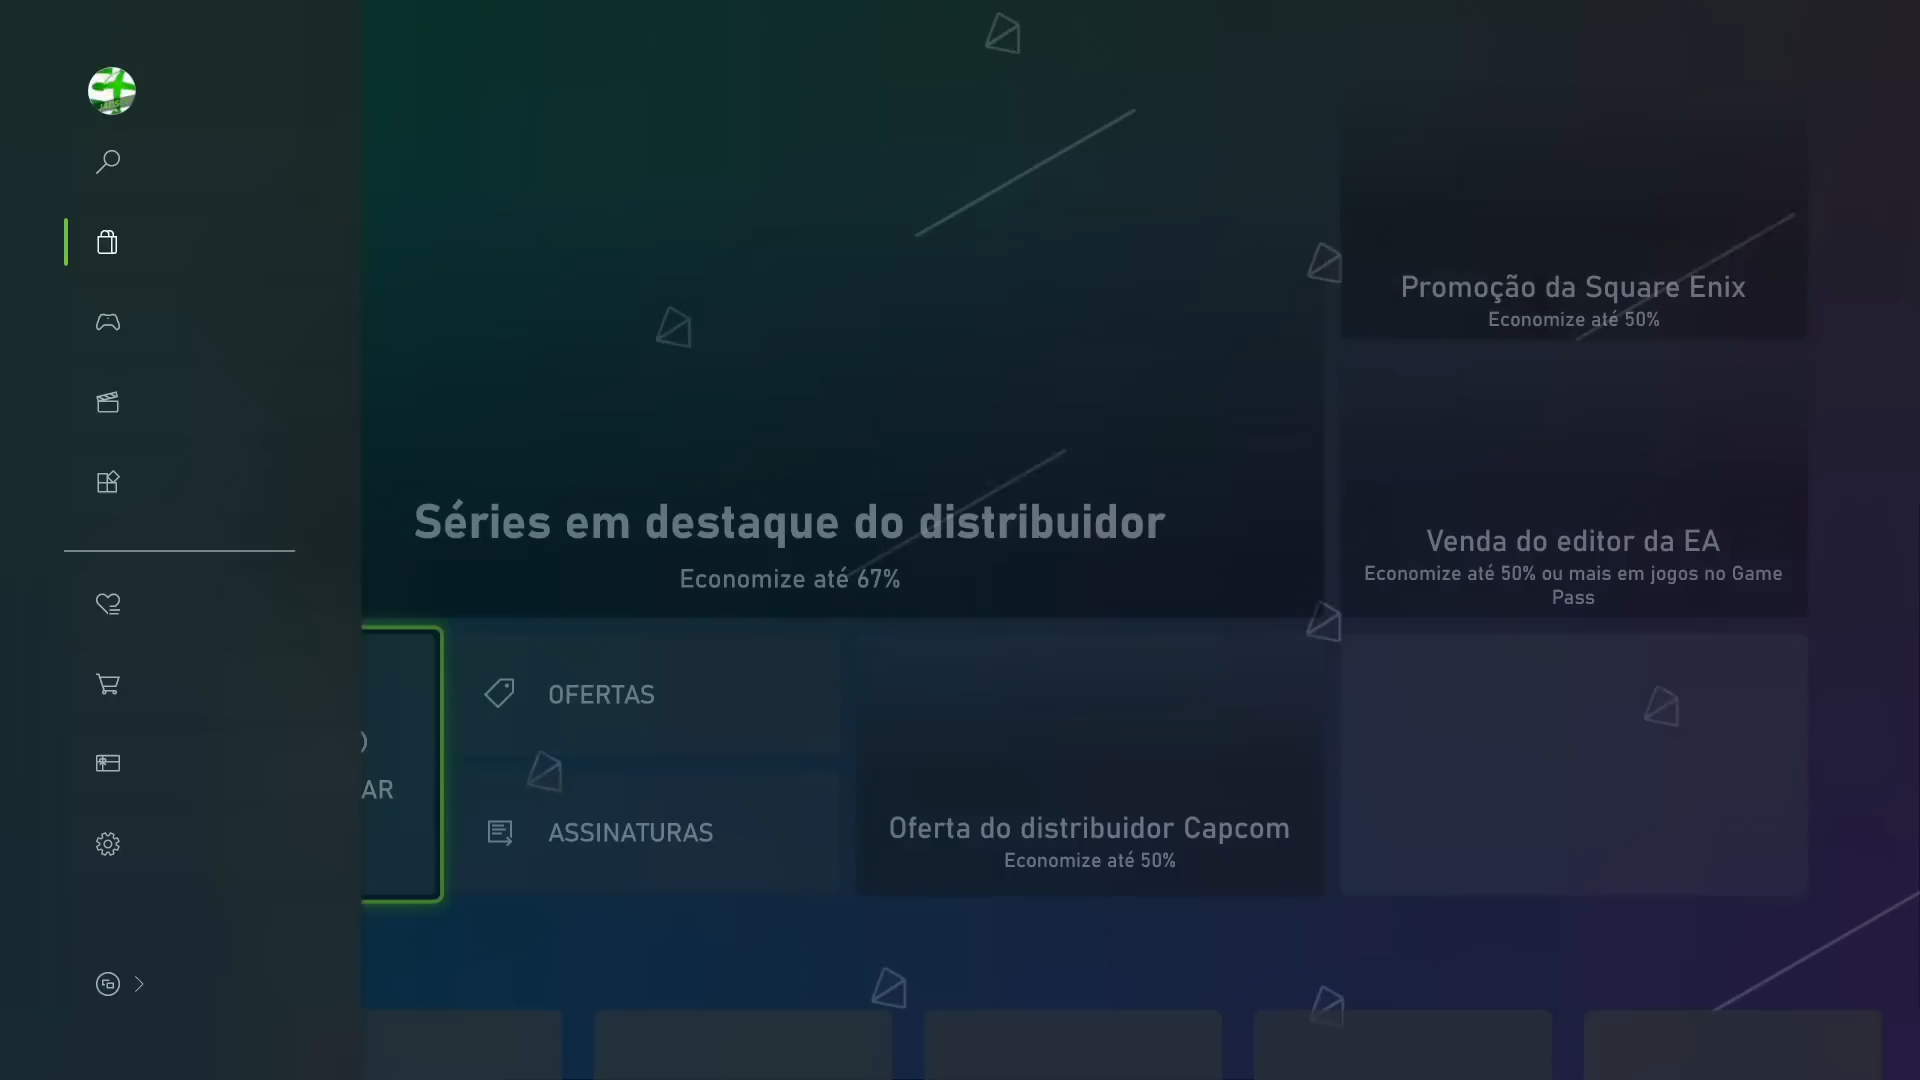 Promoção da Square Enix
Economize até 50%
Séries em destaque do distribuidor
Economize até 67%
Venda do editor da EA
Economize até 50% ou mais em jogos no Game
Pass
OFERTAS
AR
ASSINATURAS
Oferta do distribuidor Capcom
Economize até 50%